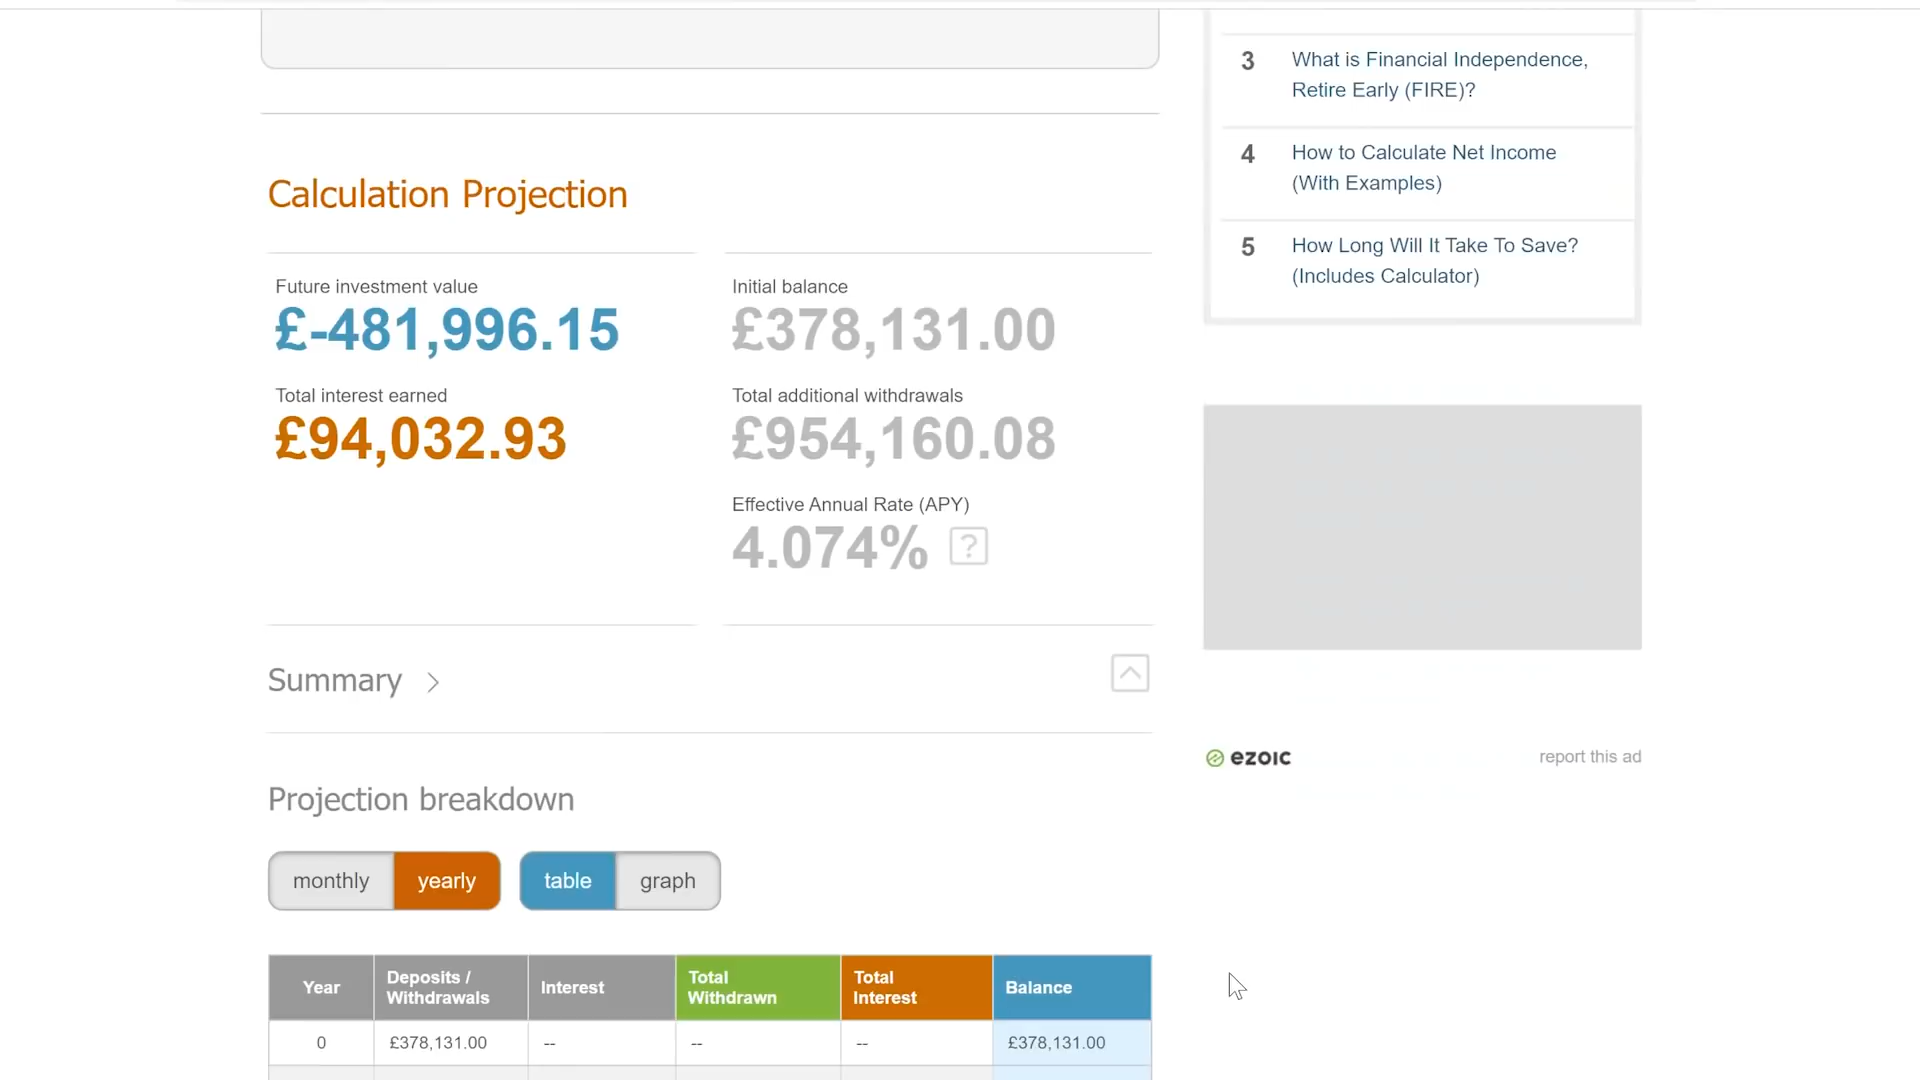 Calculation Projection
Future investment value
£-481,996.15
Total interest earned
£94,032.93
Initial balance
£378,131.00
Total additional withdrawals
£954,160.08
Effective Annual Rate (APY)
4.074% ?
Summary
Projection breakdown
monthly yearly table graph
Year Deposits / Withdrawals Interest Total Withdrawn Total Interest Balance
0 £378,131.00 -- -- -- £378,131.00
3 What is Financial Independence,
Retire Early (FIRE)?
4 How to Calculate Net Income
(With Examples)
5 How Long Will It Take To Save?
(Includes Calculator)
ezoic report this ad